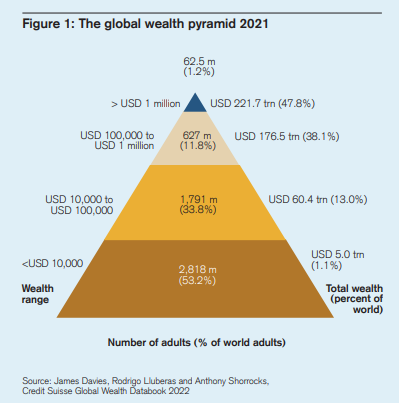 Figure 1: The global wealth pyramid 2021
62.5 m
(1.2%)
> USD 1 million
USD 221.7 trn (47.8%)
USD 100,000 to
USD 1 million
627 m
(11.8%)
USD 176.5 trn (38.1%)
USD 10,000 to
USD 100,000
1,791 m
(33.8%)
USD 60.4 trn (13.0%)
<USD 10,000
2,818 m
(53.2%)
USD 5.0 trn
(1.1%)
Wealth
range
Total wealth
(percent of
world)
Number of adults (% of world adults)
Source: James Davies, Rodrigo Lluberas and Anthony Shorrocks,
Credit Suisse Global Wealth Databook 2022